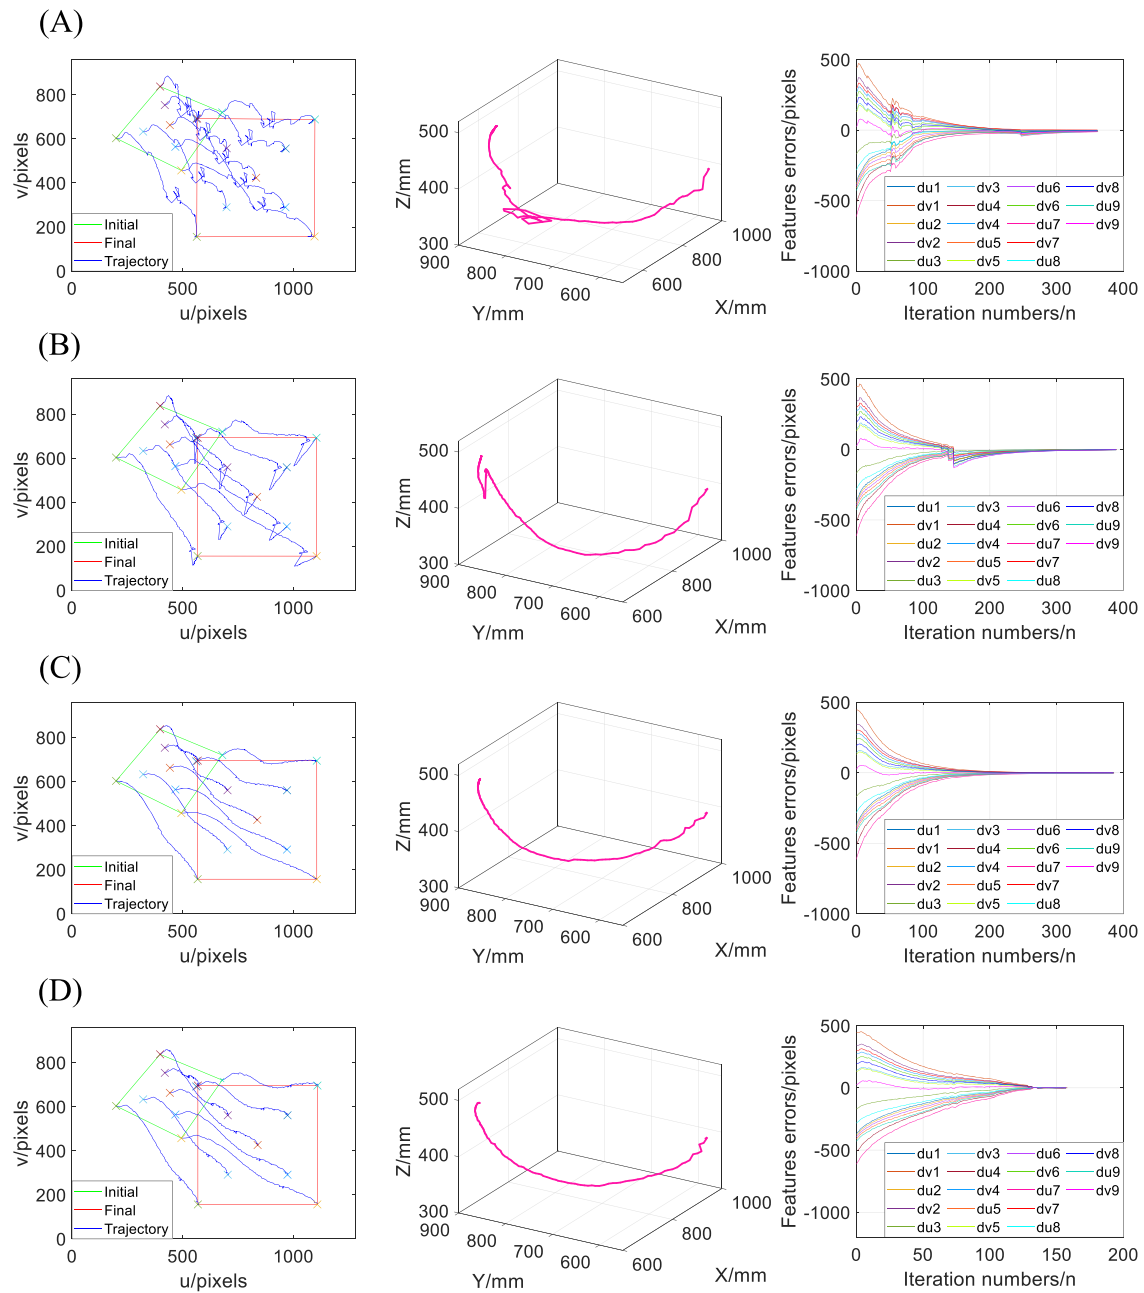 (A)
v/pixels
800
600
400
200
0
Initial
Final
Trajectory
0
500
1000
u/pixels
Z/mm
500
400
300
900
800
700
600
Y/mm
600
800
1000
X/mm
Features errors/pixels
500
0
-500
-1000
du1 dv3 du6 dv8
dv1 du4 dv6 du9
du2 dv4 du7 dv9
dv2 du5 dv7
du3 dv5 du8
0 100 200 300 400
Iteration numbers/n
(B)
v/pixels
800
600
400
200
0
Initial
Final
Trajectory
0
500
1000
u/pixels
Z/mm
500
400
300
900
800
700
600
Y/mm
600
800
1000
X/mm
Features errors/pixels
500
0
-500
-1000
du1 dv3 du6 dv8
dv1 du4 dv6 du9
du2 dv4 du7 dv9
dv2 du5 dv7
du3 dv5 du8
0 100 200 300 400
Iteration numbers/n
(C)
v/pixels
800
600
400
200
0
Initial
Final
Trajectory
0
500
1000
u/pixels
Z/mm
500
400
300
900
800
700
600
Y/mm
600
800
1000
X/mm
Features errors/pixels
500
0
-500
-1000
du1 dv3 du6 dv8
dv1 du4 dv6 du9
du2 dv4 du7 dv9
dv2 du5 dv7
du3 dv5 du8
0 100 200 300 400
Iteration numbers/n
(D)
v/pixels
800
600
400
200
0
Initial
Final
Trajectory
0
500
1000
u/pixels
Z/mm
500
400
300
900
800
700
600
Y/mm
600
800
1000
X/mm
Features errors/pixels
500
0
-500
-1000
du1 dv3 du6 dv8
dv1 du4 dv6 du9
du2 dv4 du7 dv9
dv2 du5 dv7
du3 dv5 du8
0 50 100 150 200
Iteration numbers/n